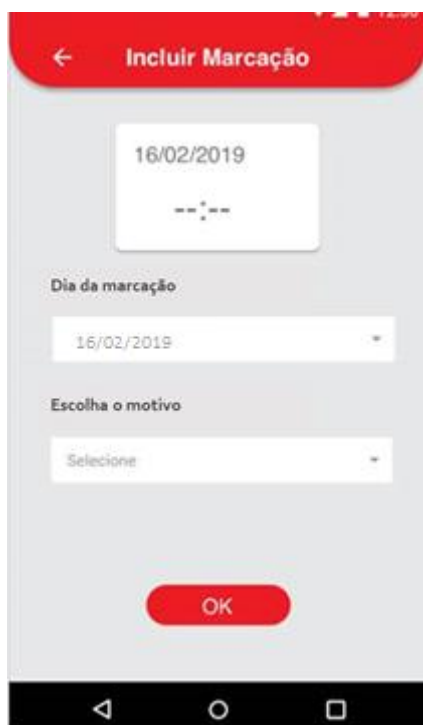 Incluir Marcação
16/02/2019
--:--
Dia da marcação
16/02/2019
Escolha o motivo
Selecione
OK